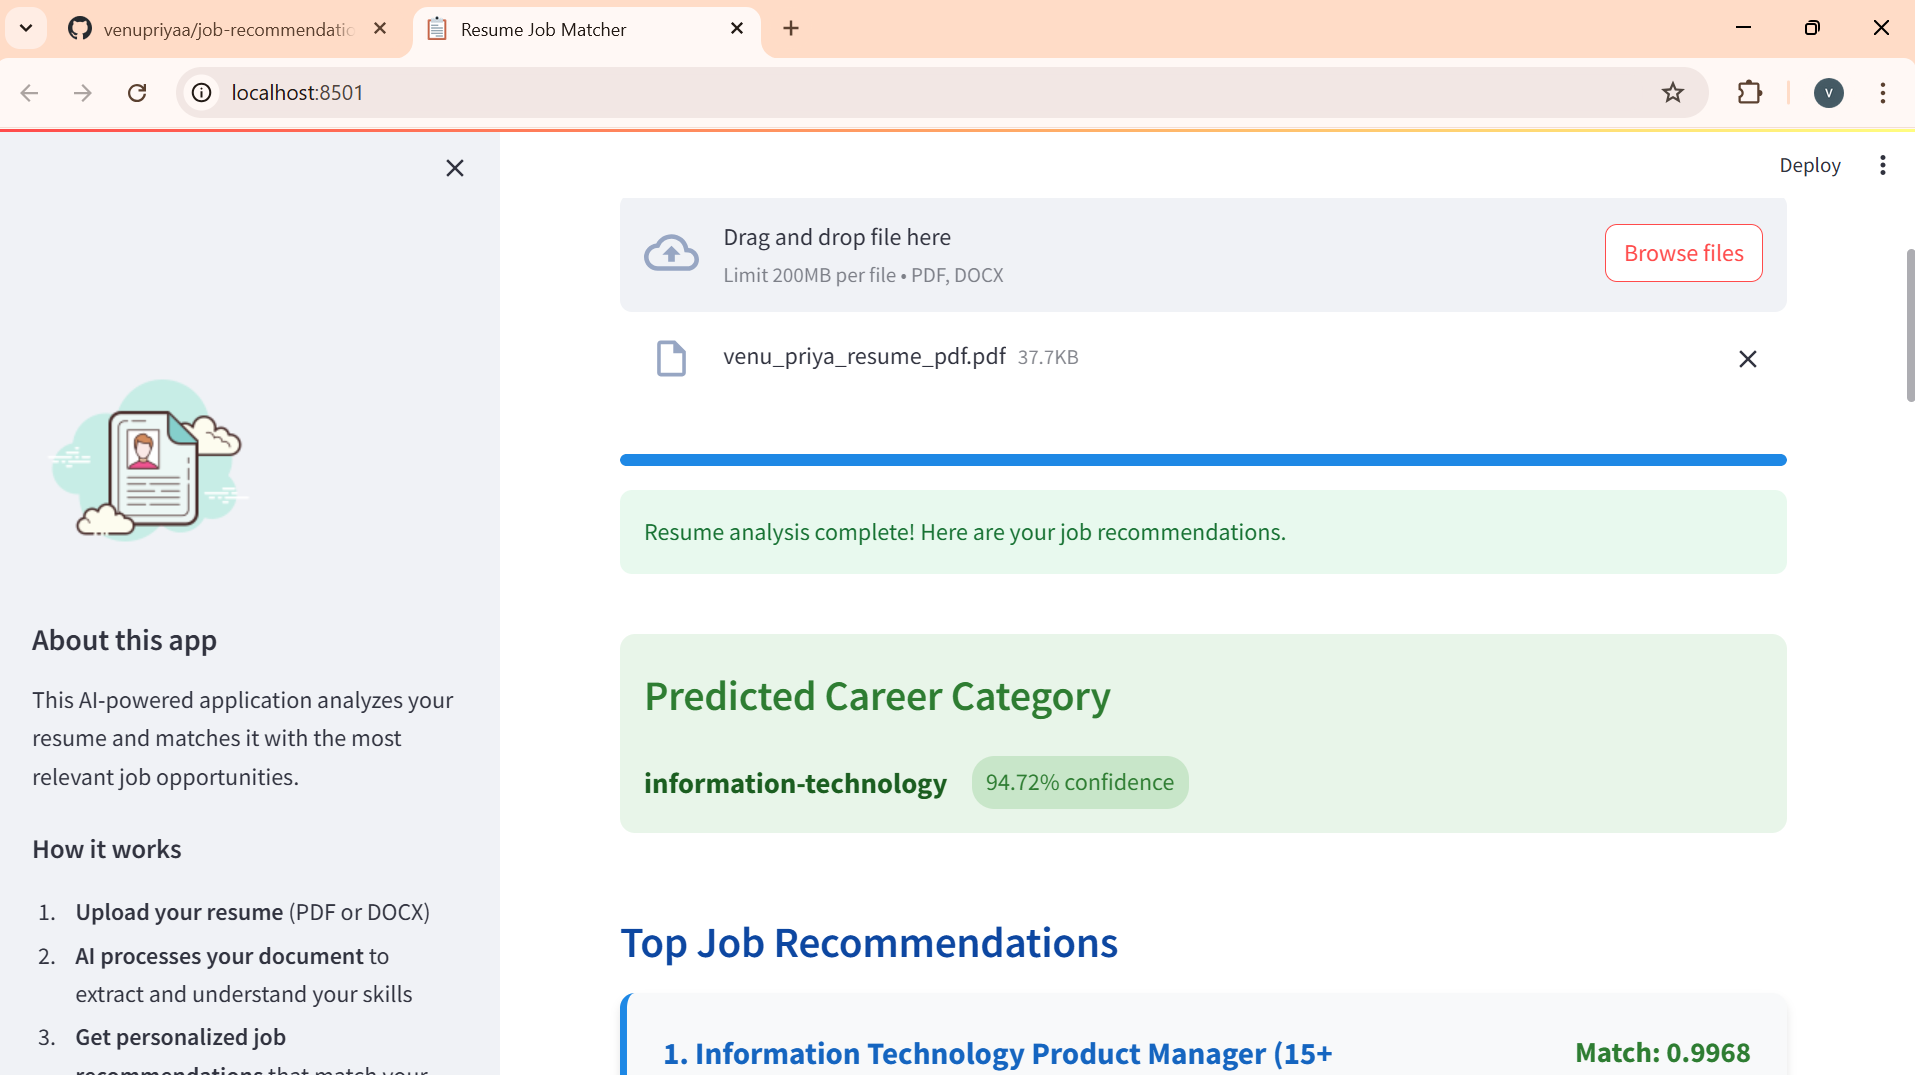 venupriyaa/job-recommendatio
Resume Job Matcher
localhost:8501
V
Deploy
Drag and drop file here
Limit 200MB per file • PDF, DOCX
Browse files
venu_priya_resume_pdf.pdf 37.7KB
Resume analysis complete! Here are your job recommendations.
Predicted Career Category
information-technology 94.72% confidence
Top Job Recommendations
1. Information Technology Product Manager (15+
Match: 0.9968
About this app
This AI-powered application analyzes your
resume and matches it with the most
relevant job opportunities.
How it works
1. Upload your resume (PDF or DOCX)
2. AI processes your document to
extract and understand your skills
3. Get personalized job
recommendations that match your